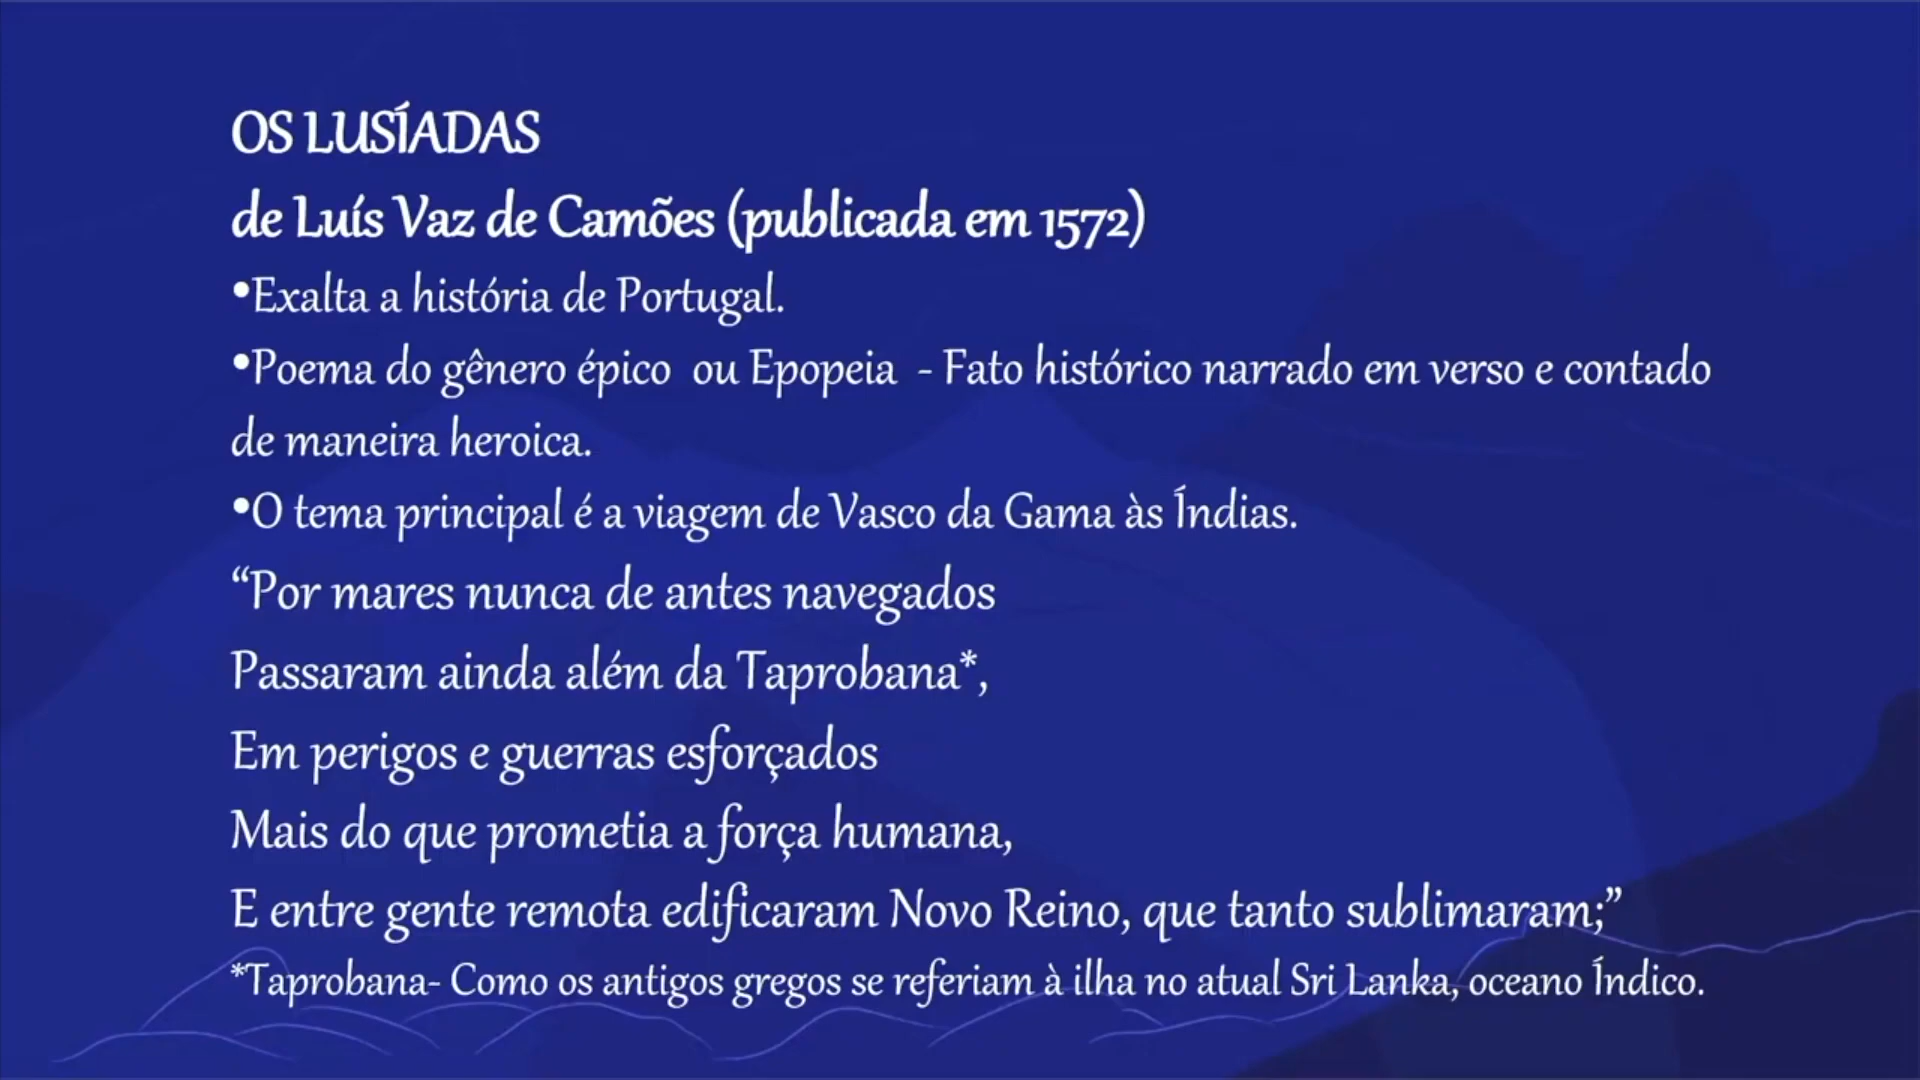 OS LUSÍADAS
de Luís Vaz de Camões (publicada em 1572)
•Exalta a história de Portugal.
•Poema do gênero épico  ou Epopeia  - Fato histórico narrado em verso e contado
de maneira heroica.
•O tema principal é a viagem de Vasco da Gama às Índias.
“Por mares nunca de antes navegados
Passaram ainda além da Taprobana*,
Em perigos e guerras esforçados
Mais do que prometia a força humana,
E entre gente remota edificaram Novo Reino, que tanto sublimaram;”
*Taprobana- Como os antigos gregos se referiam à ilha no atual Sri Lanka, oceano Índico.